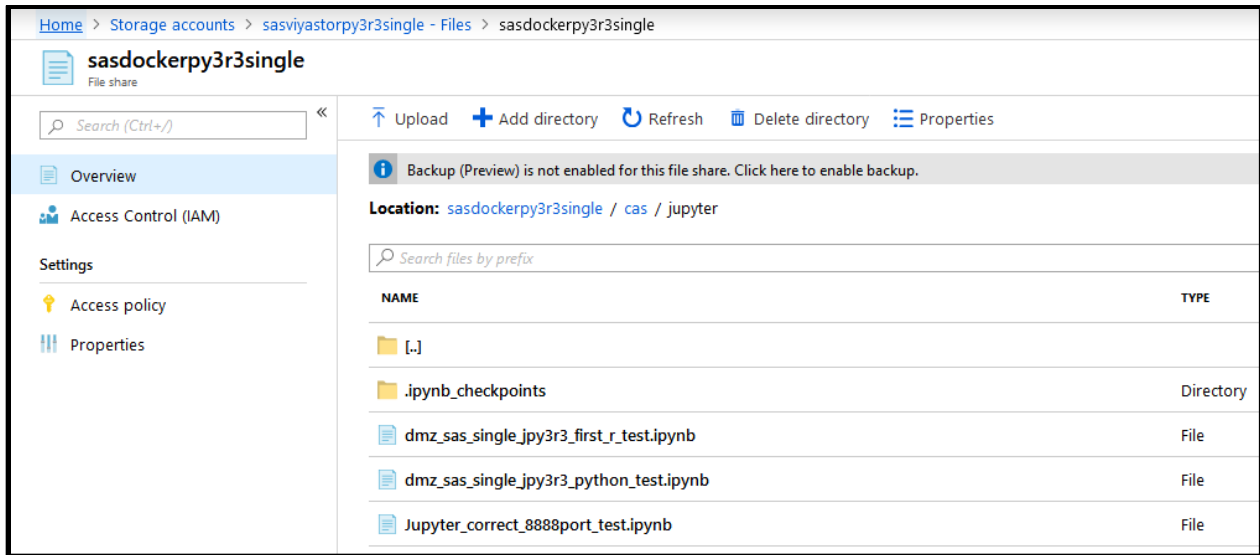 Home > Storage accounts > sasviyastorpy3r3single - Files > sasdockerpy3r3single
sasdockerpy3r3single
File share
Search (Ctrl+/)
«
Overview
Access Control (IAM)
Settings
Access policy
Properties
Upload Add directory Refresh Delete directory Properties
Backup (Preview) is not enabled for this file share. Click here to enable backup.
Location: sasdockerpy3r3single / cas / jupyter
Search files by prefix
NAME TYPE
[..]
.ipynb_checkpoints Directory
dmz_sas_single_jpy3r3_first_r_test.ipynb File
dmz_sas_single_jpy3r3_python_test.ipynb File
Jupyter_correct_8888port_test.ipynb File